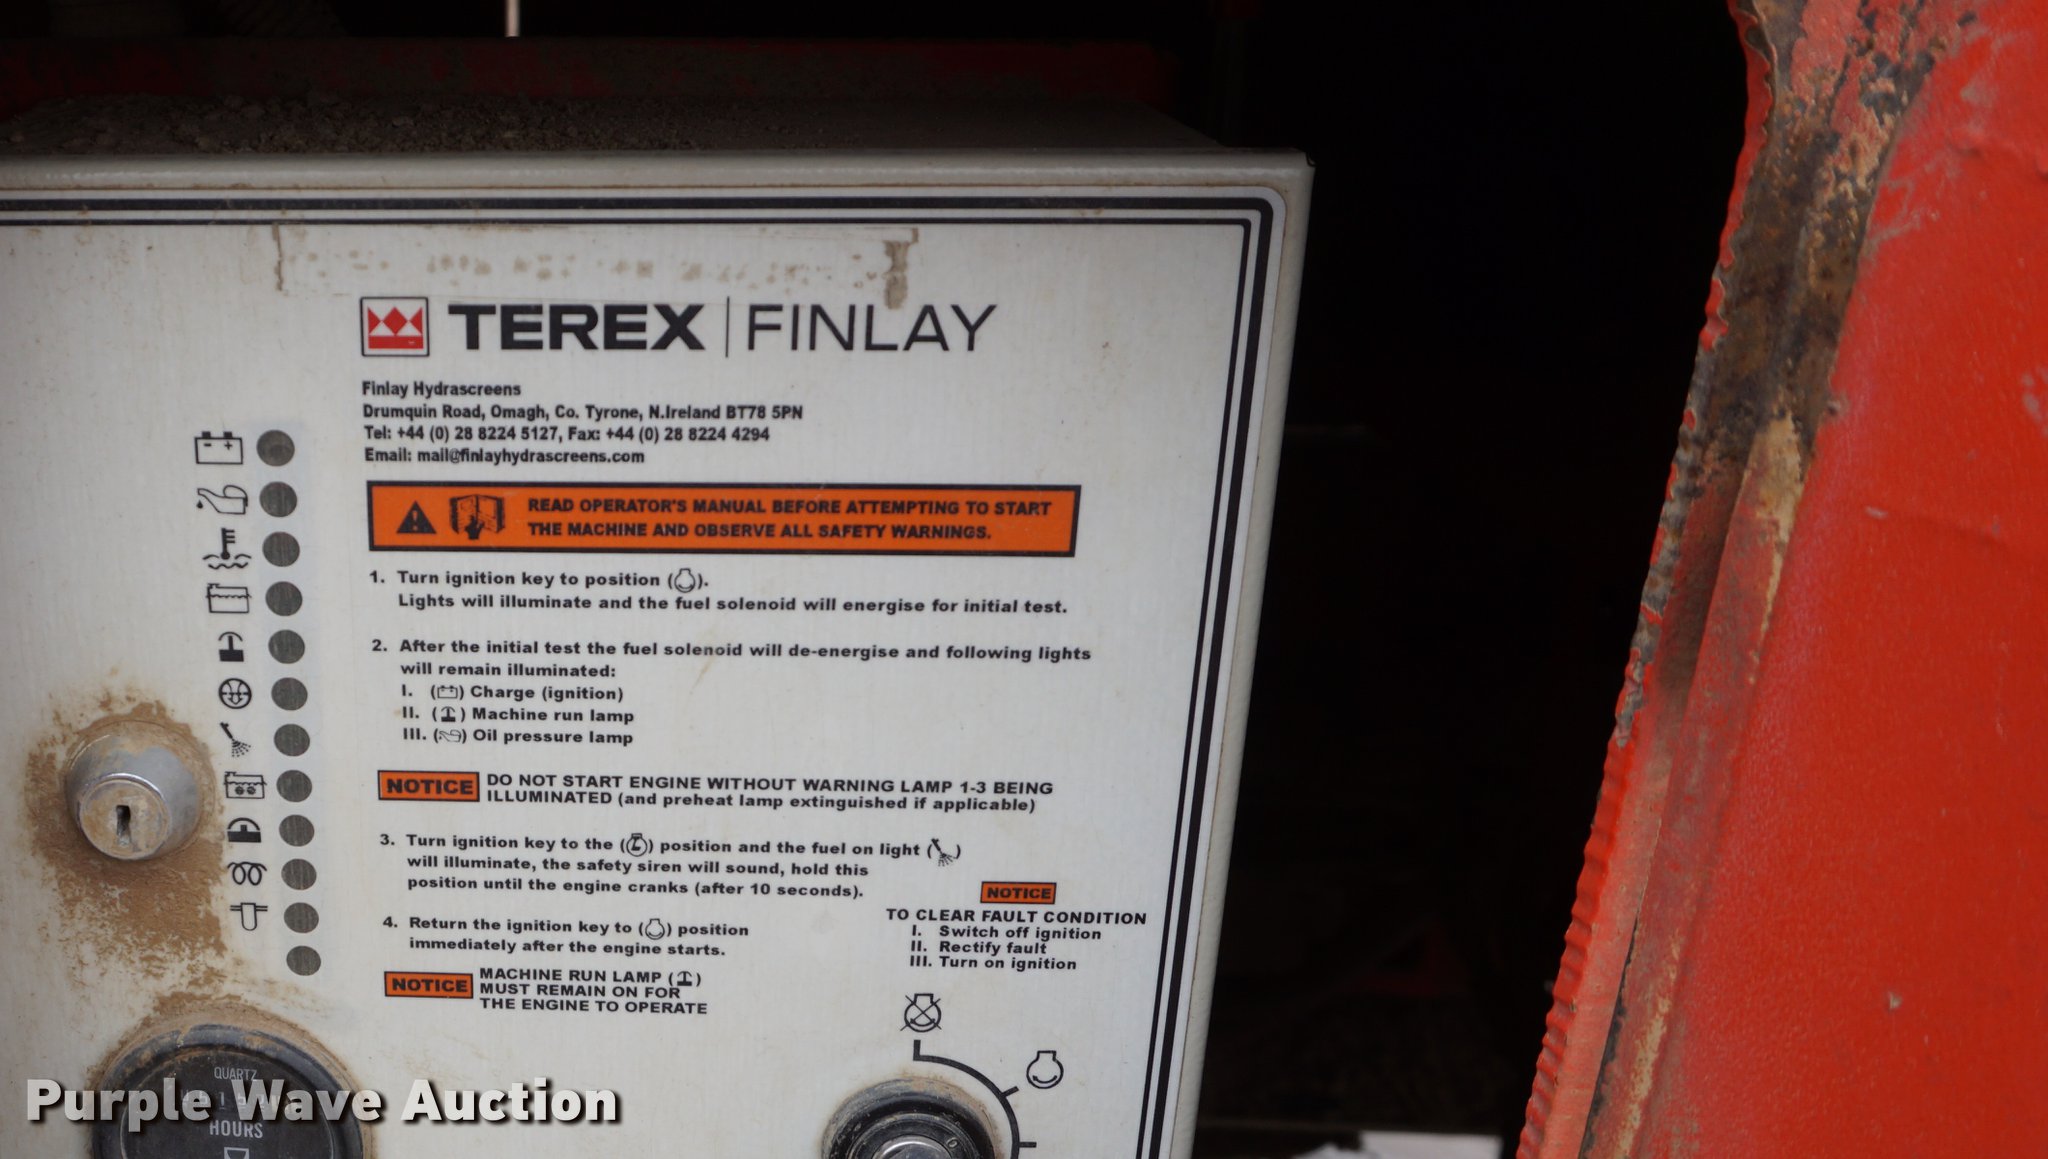 TEREX | FINLAY
Finlay Hydrascreens
Drumquin Road, Omagh, Co. Tyrone, N.Ireland BT78 5PN
Tel: +44 (0) 28 8224 5127, Fax: +44 (0) 28 8224 4294
Email: mail@finlayhydrascreens.com
READ OPERATOR'S MANUAL BEFORE ATTEMPTING TO START
THE MACHINE AND OBSERVE ALL SAFETY WARNINGS.
1. Turn ignition key to position ( ).
Lights will illuminate and the fuel solenoid will energise for initial test.
2. After the initial test the fuel solenoid will de-energise and following lights
will remain illuminated:
I. ( ) Charge (ignition)
II. ( ) Machine run lamp
III. ( ) Oil pressure lamp
NOTICE DO NOT START ENGINE WITHOUT WARNING LAMP 1-3 BEING
ILLUMINATED (and preheat lamp extinguished if applicable)
3. Turn ignition key to the ( ) position and the fuel on light ( )
will illuminate, the safety siren will sound, hold this
position until the engine cranks (after 10 seconds).
4. Return the ignition key to ( ) position
immediately after the engine starts.
NOTICE MACHINE RUN LAMP ( )
MUST REMAIN ON FOR
THE ENGINE TO OPERATE
NOTICE
TO CLEAR FAULT CONDITION
I. Switch off ignition
II. Rectify fault
III. Turn on ignition
QUARTZ
HOURS
Purple Wave Auction